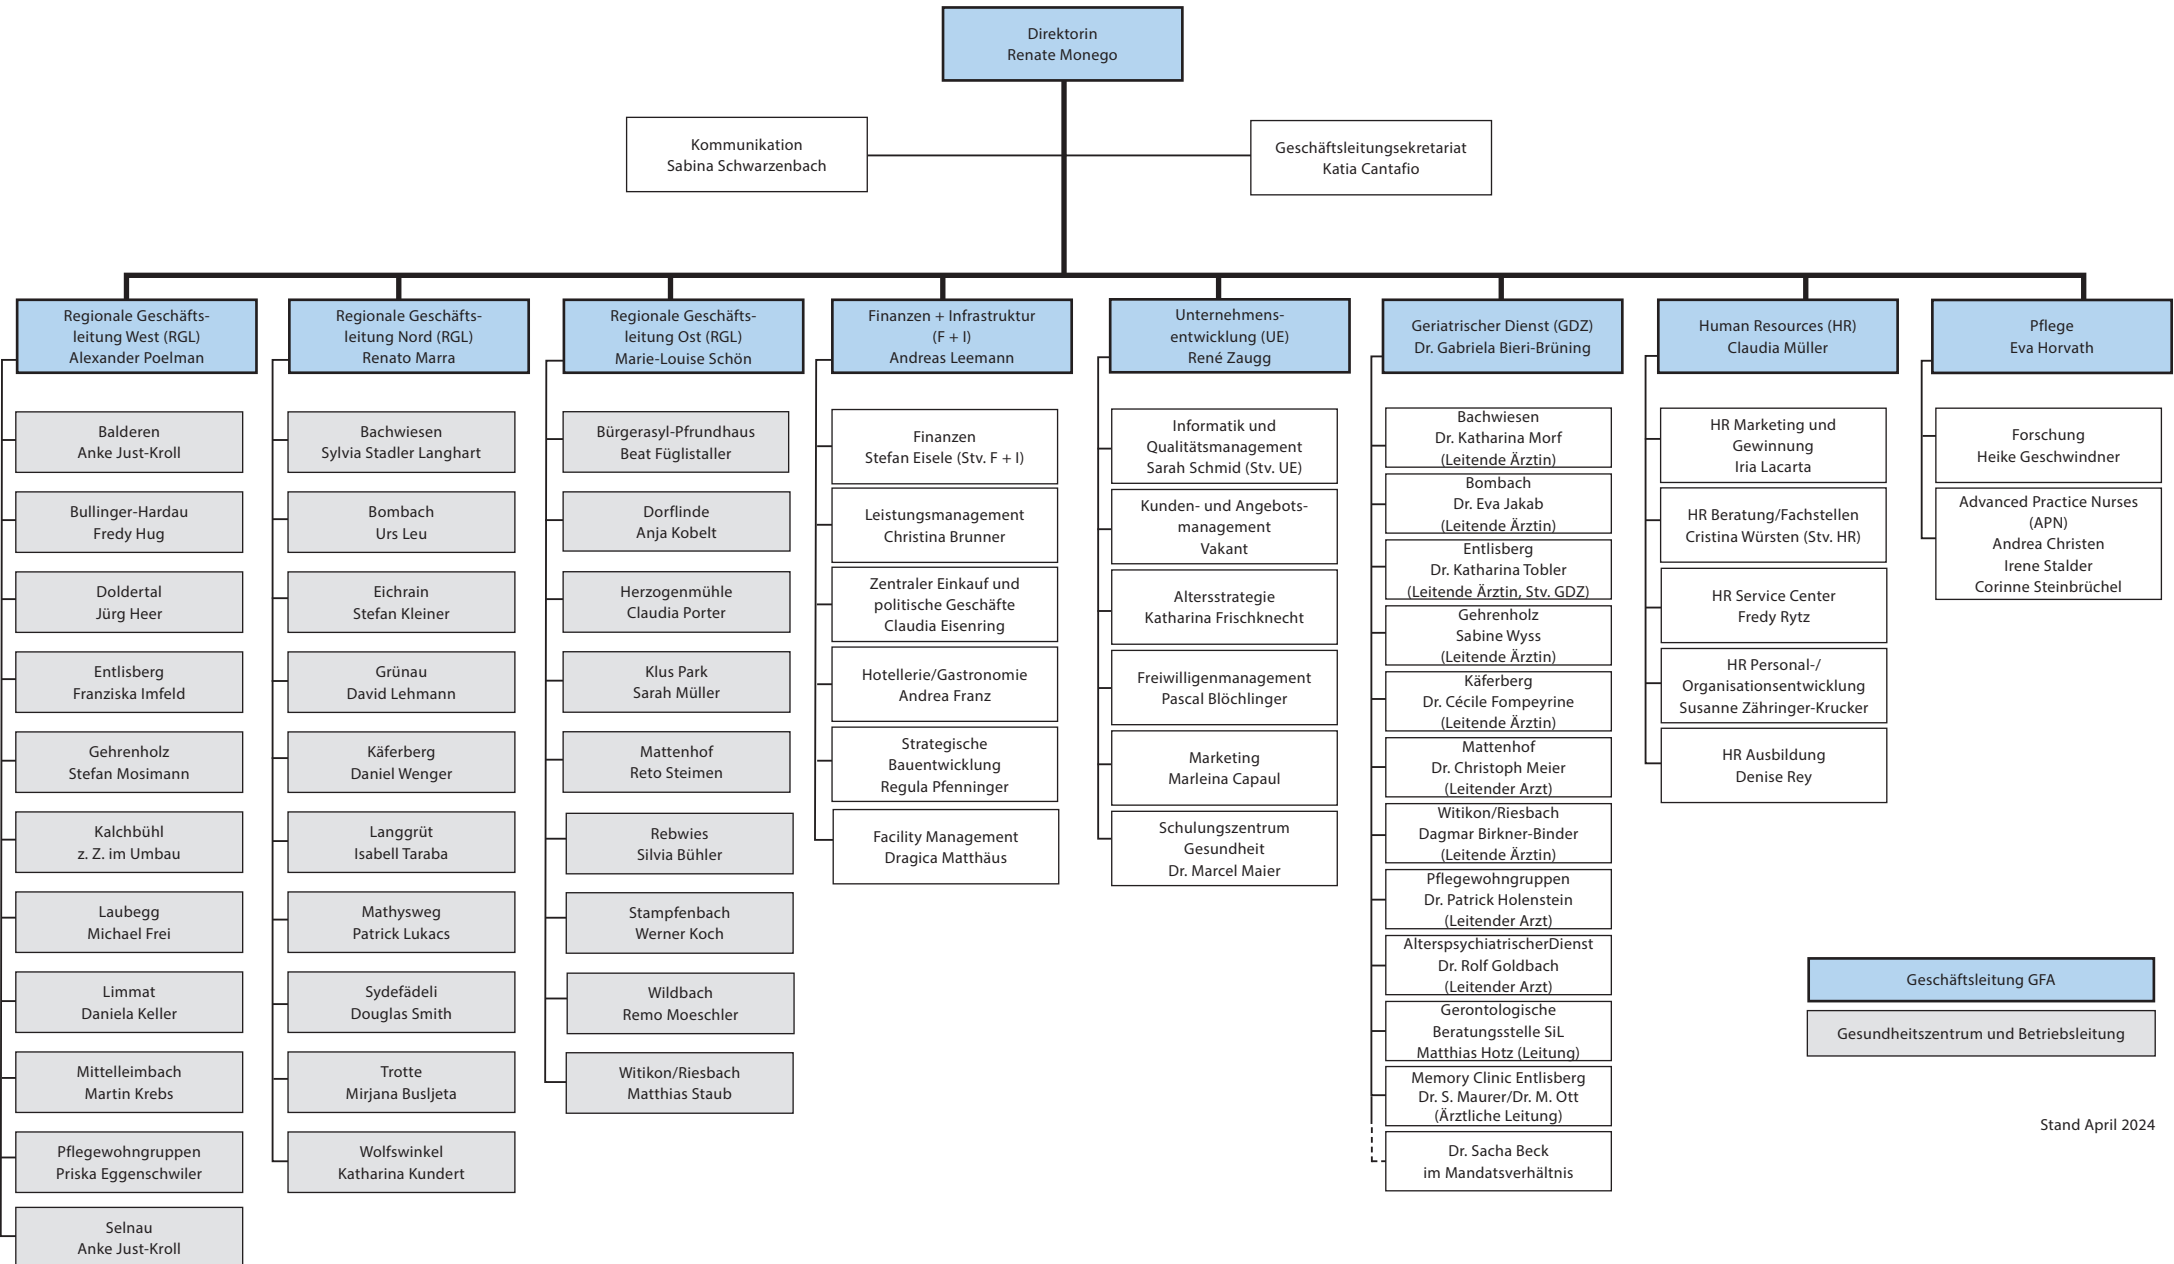 Direktorin
Renate Monego
Kommunikation
Sabina Schwarzenbach
Geschäftsleitungsekretariat
Katia Cantafio
Regionale Geschäfts-
leitung West (RGL)
Alexander Poelman
Balderen
Anke Just-Kroll
Bullinger-Hardau
Fredy Hug
Doldertal
Jürg Heer
Entlisberg
Franziska Imfeld
Gehrenholz
Stefan Mosimann
Kalchbühl
z. Z. im Umbau
Laubegg
Michael Frei
Limmat
Daniela Keller
Mittelleimbach
Martin Krebs
Pflegewohngruppen
Priska Eggenschwiler
Selnau
Anke Just-Kroll
Regionale Geschäfts-
leitung Nord (RGL)
Renato Marra
Bachwiesen
Sylvia Stadler Langhart
Bombach
Urs Leu
Eichrain
Stefan Kleiner
Grünau
David Lehmann
Käferberg
Daniel Wenger
Langgrüt
Isabell Taraba
Mathysweg
Patrick Lukacs
Sydefädeli
Douglas Smith
Trotte
Mirjana Busljeta
Wolfswinkel
Katharina Kundert
Regionale Geschäfts-
leitung Ost (RGL)
Marie-Louise Schön
Bürgerasyl-Pfrundhaus
Beat Füglistaller
Dorflinde
Anja Kobelt
Herzogenmühle
Claudia Porter
Klus Park
Sarah Müller
Mattenhof
Reto Steimen
Rebwies
Silvia Bühler
Stampfenbach
Werner Koch
Wildbach
Remo Moeschler
Witikon/Riesbach
Matthias Staub
Finanzen + Infrastruktur
(F + I)
Andreas Leemann
Finanzen
Stefan Eisele (Stv. F + I)
Leistungsmanagement
Christina Brunner
Zentraler Einkauf und
politische Geschäfte
Claudia Eisenring
Hotellerie/Gastronomie
Andrea Franz
Strategische
Bauentwicklung
Regula Pfenninger
Facility Management
Dragica Matthäus
Unternehmens-
entwicklung (UE)
René Zaugg
Informatik und
Qualitätsmanagement
Sarah Schmid (Stv. UE)
Kunden- und Angebots-
management
Vakant
Altersstrategie
Katharina Frischknecht
Freiwilligenmanagement
Pascal Blöchlinger
Marketing
Marleina Capaul
Schulungszentrum
Gesundheit
Dr. Marcel Maier
Geriatrischer Dienst (GDZ)
Dr. Gabriela Bieri-Brüning
Bachwiesen
Dr. Katharina Morf
(Leitende Ärztin)
Bombach
Dr. Eva Jakab
(Leitende Ärztin)
Entlisberg
Dr. Katharina Tobler
(Leitende Ärztin, Stv. GDZ)
Gehrenholz
Sabine Wyss
(Leitende Ärztin)
Käferberg
Dr. Cécile Fompeyrine
(Leitende Ärztin)
Mattenhof
Dr. Christoph Meier
(Leitender Arzt)
Witikon/Riesbach
Dagmar Birkner-Binder
(Leitende Ärztin)
Pflegewohngruppen
Dr. Patrick Holenstein
(Leitender Arzt)
AlterspsychiatrischerDienst
Dr. Rolf Goldbach
(Leitender Arzt)
Gerontologische
Beratungsstelle SiL
Matthias Hotz (Leitung)
Memory Clinic Entlisberg
Dr. S. Maurer/Dr. M. Ott
(Ärztliche Leitung)
Dr. Sacha Beck
im Mandatsverhältnis
Human Resources (HR)
Claudia Müller
HR Marketing und
Gewinnung
Iria Lacarta
HR Beratung/Fachstellen
Cristina Würsten (Stv. HR)
HR Service Center
Fredy Rytz
HR Personal-/
Organisationsentwicklung
Susanne Zähringer-Krucker
HR Ausbildung
Denise Rey
Pflege
Eva Horvath
Forschung
Heike Geschwindner
Advanced Practice Nurses
(APN)
Andrea Christen
Irene Stalder
Corinne Steinbrüchel
Geschäftsleitung GFA
Gesundheitszentrum und Betriebsleitung
Stand April 2024